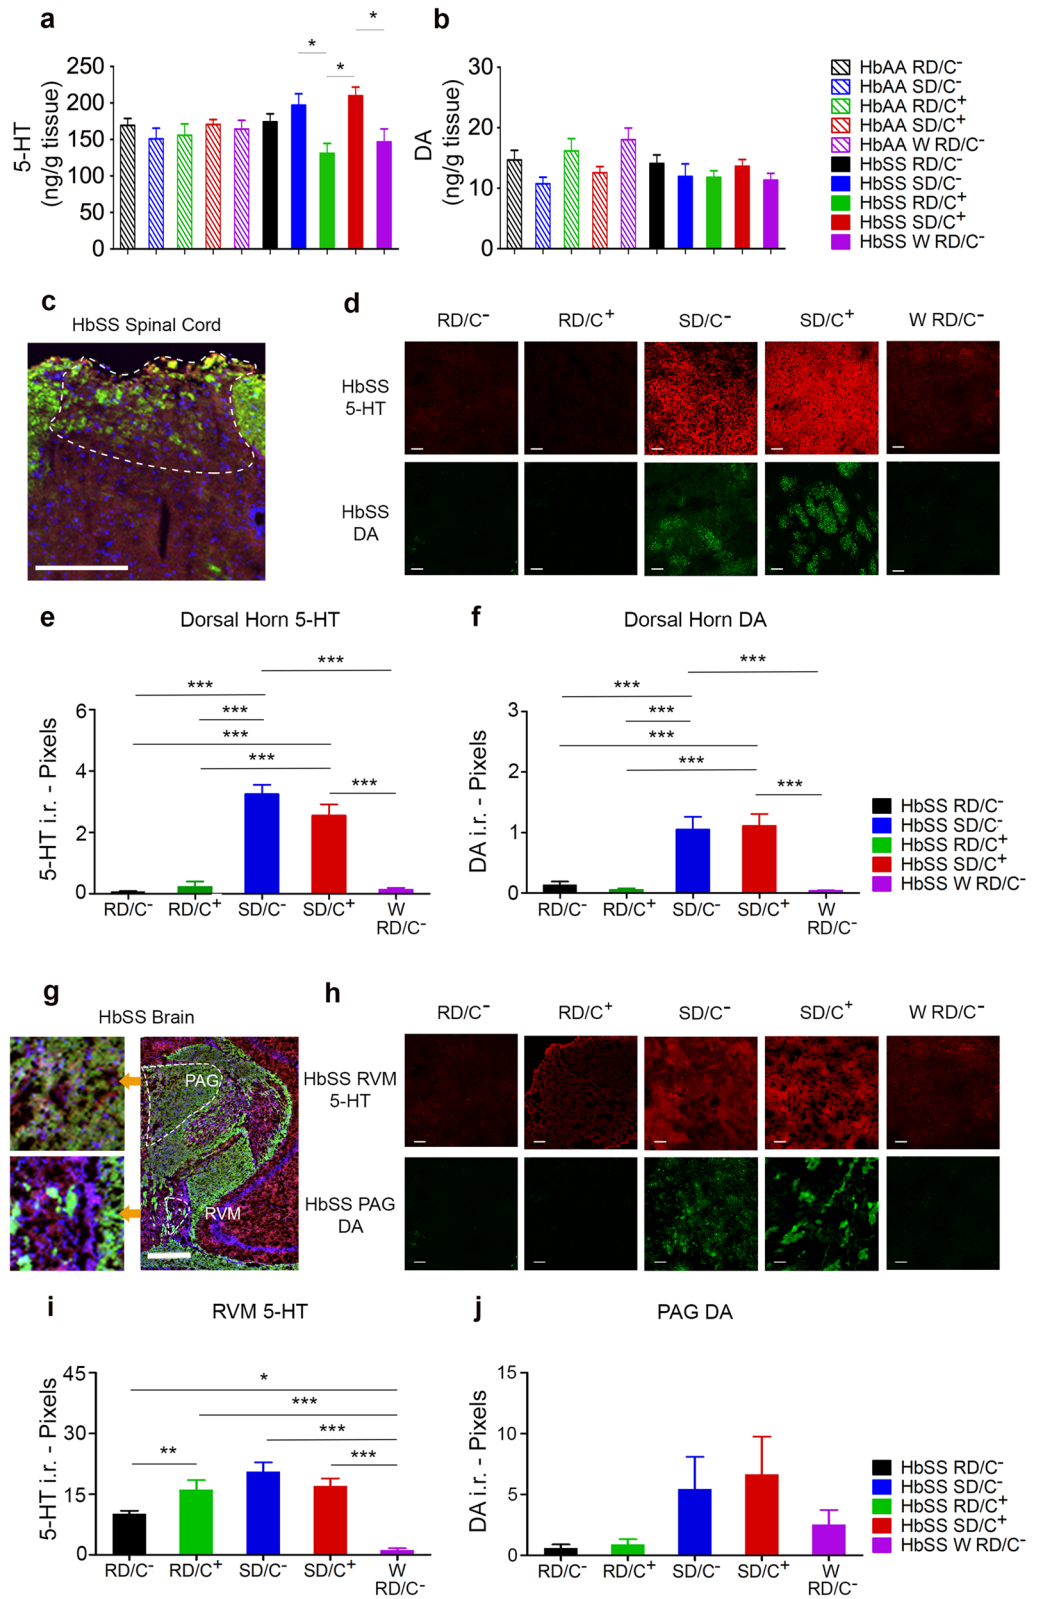 a
b
5-HT
(ng/g tissue)
250
200
150
100
50
0
*
*
*
DA
(ng/g tissue)
30
20
10
0
HbAA RD/C-
HbAA SD/C-
HbAA RD/C+
HbAA SD/C+
HbAA W RD/C-
HbSS RD/C-
HbSS SD/C-
HbSS RD/C+
HbSS SD/C+
HbSS W RD/C-
c
HbSS Spinal Cord
d
RD/C- RD/C+ SD/C- SD/C+ W RD/C-
HbSS
5-HT
HbSS
DA
e
Dorsal Horn 5-HT
5-HT i.r. - Pixels
6
4
2
0
***
***
***
***
***
***
RD/C- RD/C+ SD/C- SD/C+ W
RD/C-
f
Dorsal Horn DA
DA i.r. - Pixels
3
2
1
0
***
***
***
***
***
***
RD/C- RD/C+ SD/C- SD/C+ W
RD/C-
HbSS RD/C-
HbSS SD/C-
HbSS RD/C+
HbSS SD/C+
HbSS W RD/C-
g
HbSS Brain
PAG
RVM
h
RD/C- RD/C+ SD/C- SD/C+ W RD/C-
HbSS RVM
5-HT
HbSS PAG
DA
i
RVM 5-HT
5-HT i.r. - Pixels
45
30
15
0
*
***
***
**
***
RD/C- RD/C+ SD/C- SD/C+ W
RD/C-
j
PAG DA
DA i.r. - Pixels
15
10
5
0
RD/C- RD/C+ SD/C- SD/C+ W
RD/C-
HbSS RD/C-
HbSS SD/C-
HbSS RD/C+
HbSS SD/C+
HbSS W RD/C-